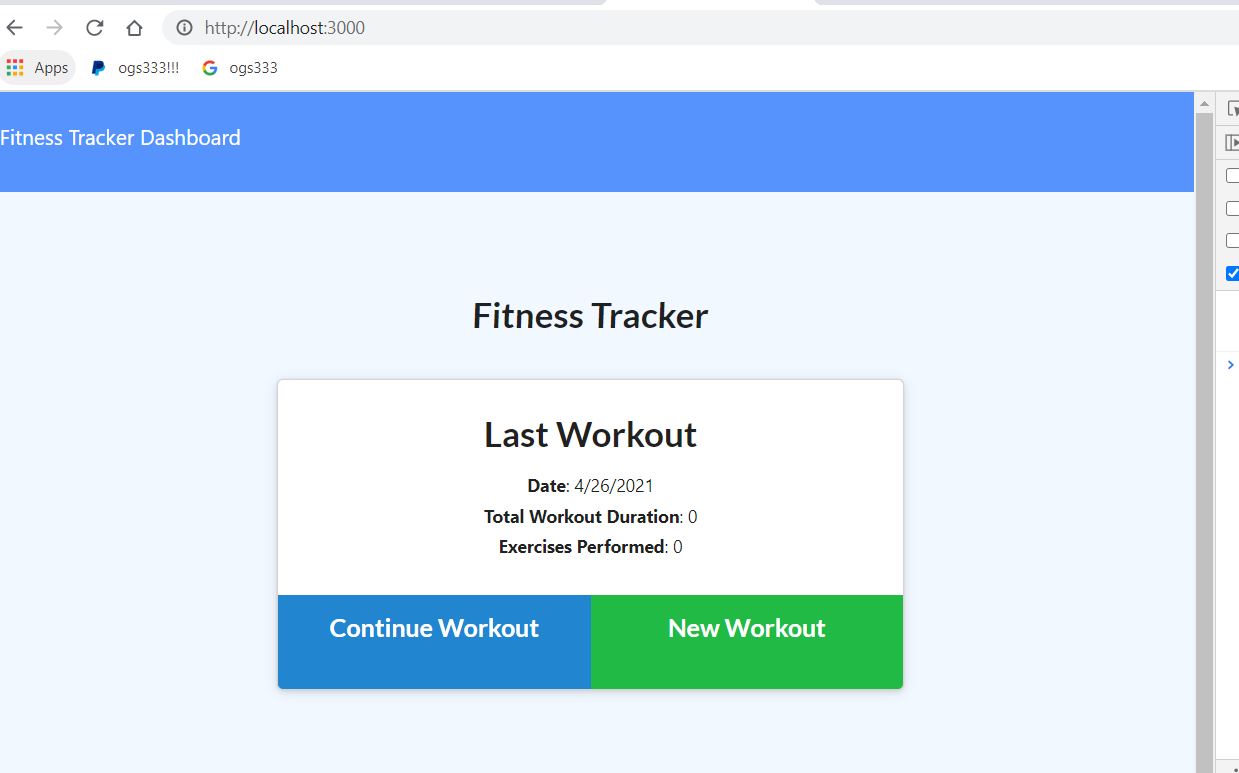 http://localhost:3000
Apps ogs333!!! ogs333
Fitness Tracker Dashboard
Fitness Tracker
Last Workout
Date: 4/26/2021
Total Workout Duration: 0
Exercises Performed: 0
Continue Workout New Workout